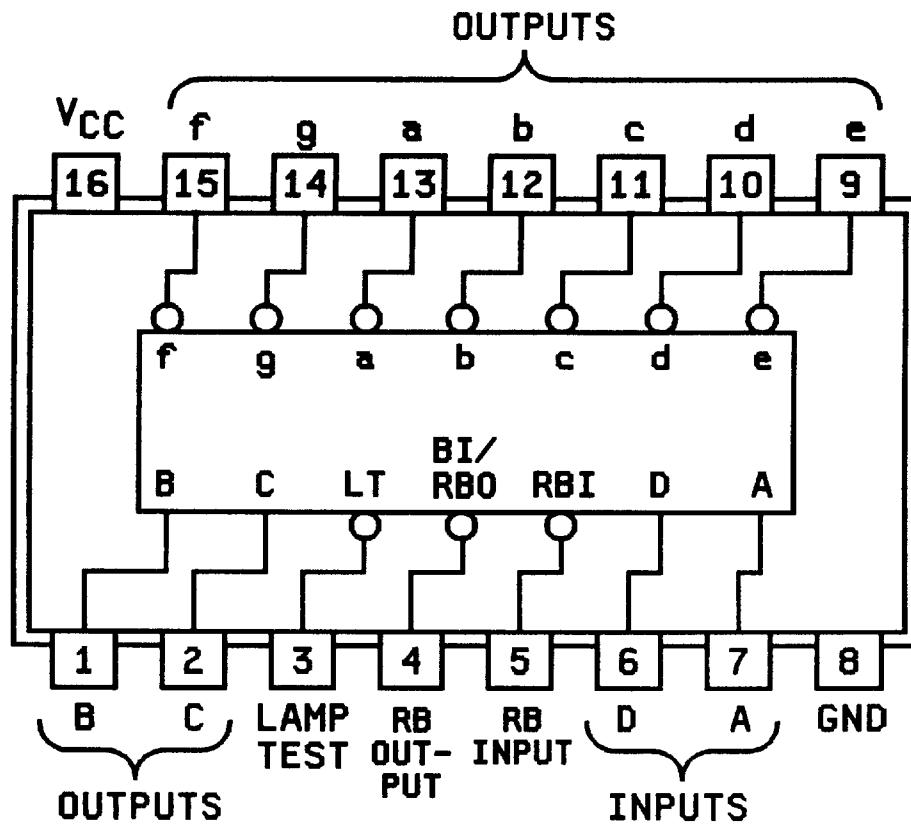 OUTPUTS
VCC f g a b c d e
16 15 14 13 12 11 10 9
f g a b c d e
BI/
B C LT RBO RBI D A
1 2 3 4 5 6 7 8
B C LAMP RB RB D A GND
TEST OUT- INPUT
PUT
OUTPUTS INPUTS